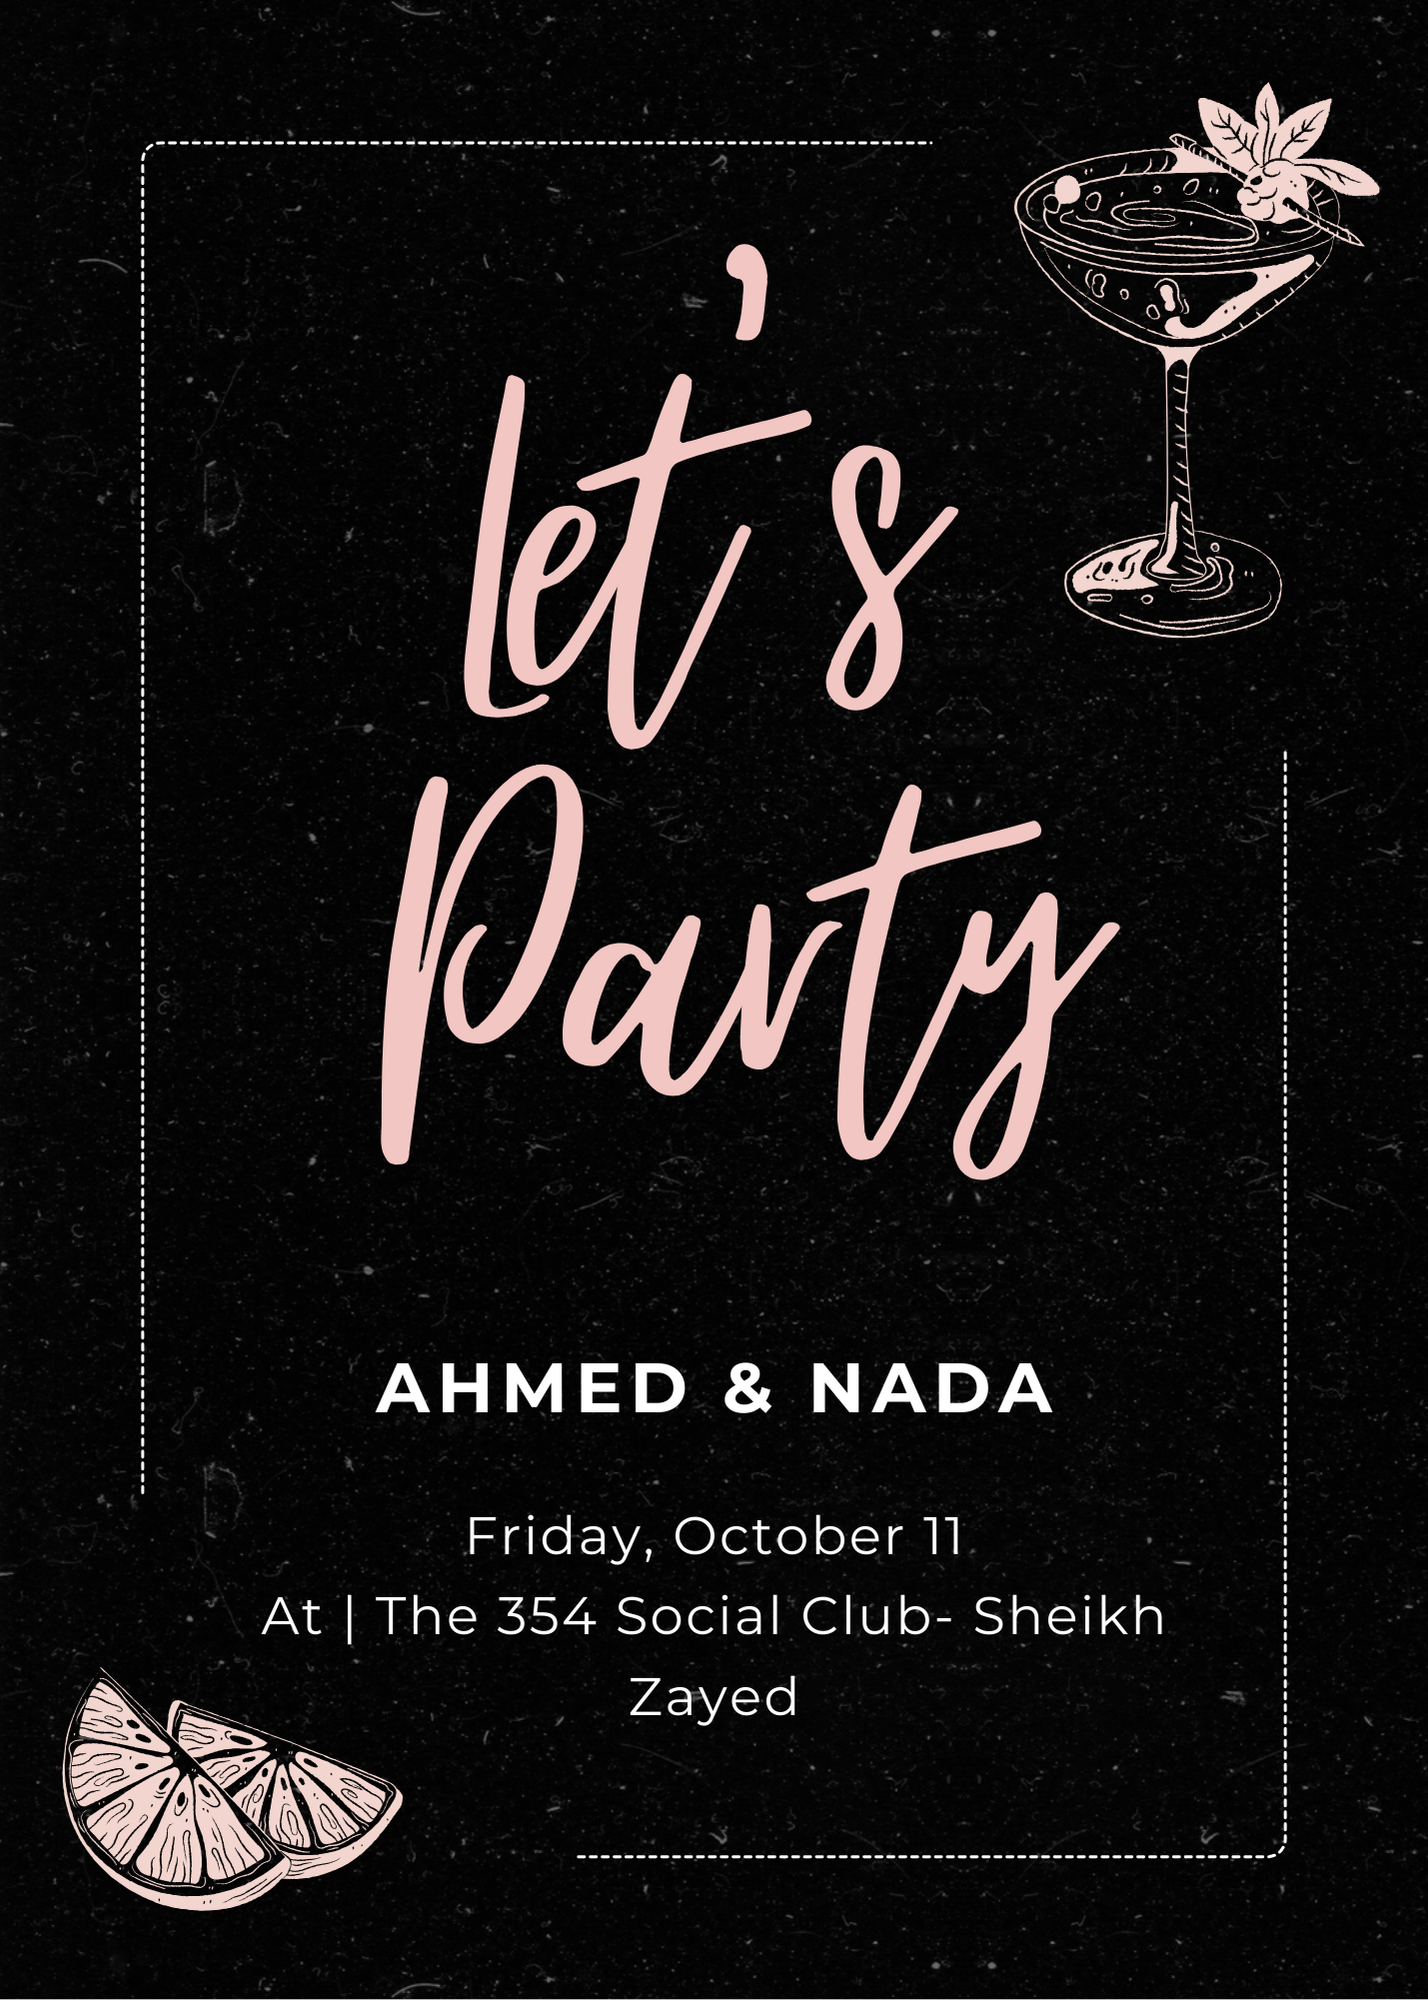 let's
Party
AHMED & NADA
Friday, October 11
At | The 354 Social Club- Sheikh
Zayed